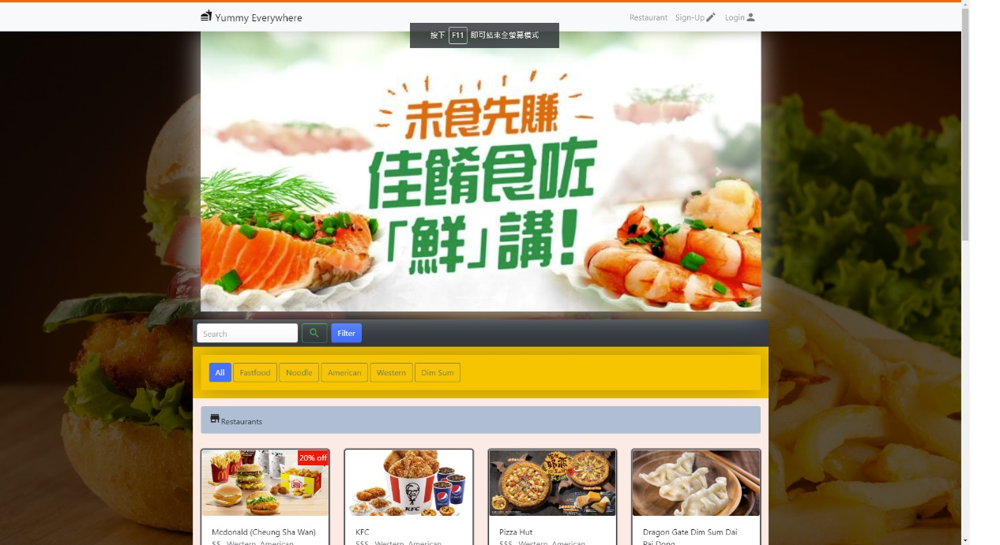 Yummy Everywhere
Restaurant Sign-Up Login
按下 F11 即可結束全螢幕模式
未食先賺
佳餚食咗
「鮮」講!
Search Filter
All Fastfood Noodle American Western Dim Sum
Restaurants
20% off
KFC
Mcdonald (Cheung Sha Wan)
$$ Western, American
KFC
$$$ Western, American
Pizza Hut
$$$ Western, American
Dragon Gate Dim Sum Dai
Pai Dong